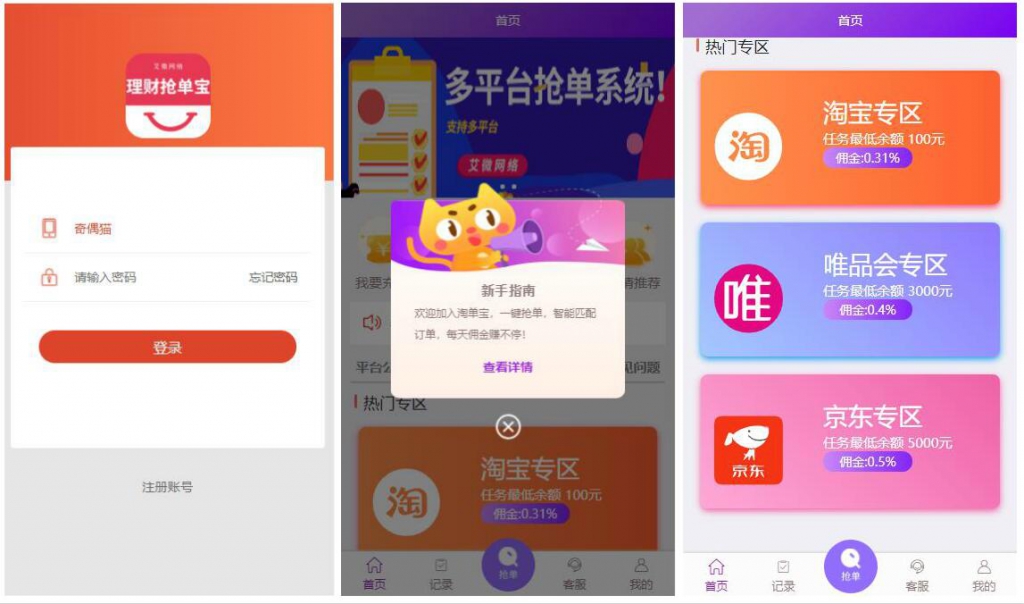 艾微网络
理财抢单宝
奇偶猫
请输入密码
忘记密码
登录
注册账号
首页
多平台抢单系统!
支持多平台
艾微网络
我要充
情推荐
新手指南
欢迎加入淘单宝，一键抢单，智能匹配
订单，每天佣金赚不停！
查看详情
平台公
见问题
热门专区
淘
淘宝专区
任务最低余额 100元
佣金:0.31%
首页
记录
抢单
客服
我的
首页
热门专区
淘
淘宝专区
任务最低余额 100元
佣金:0.31%
唯
唯品会专区
任务最低余额 3000元
佣金:0.4%
京东
京东专区
任务最低余额 5000元
佣金:0.5%
首页
记录
抢单
客服
我的